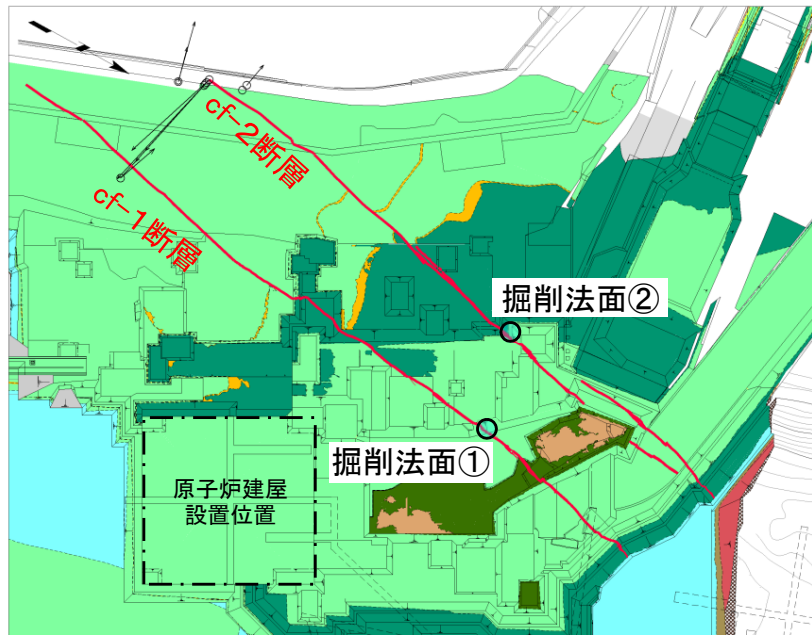 cf-2断層
cf-1断層
掘削法面②
掘削法面①
原子炉建屋
設置位置